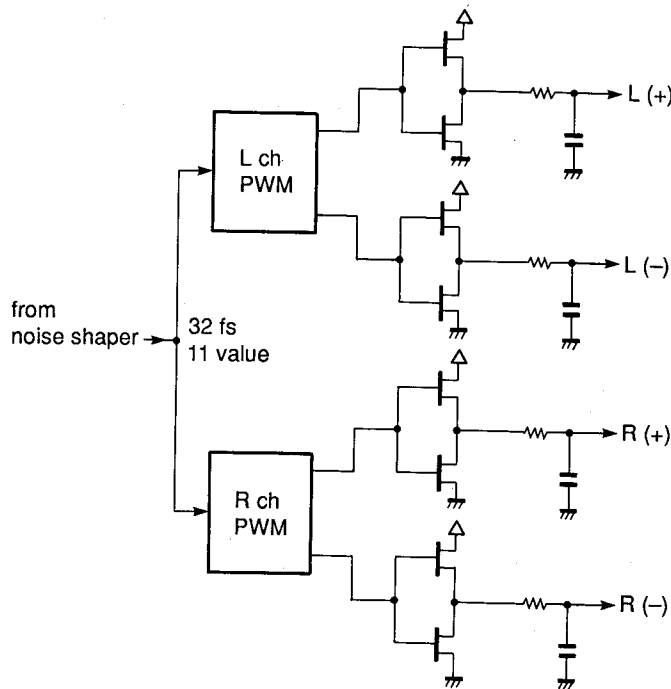 L (+)
L ch
PWM
L (–)
from
noise shaper
32 fs
11 value
R (+)
R ch
PWM
R (–)